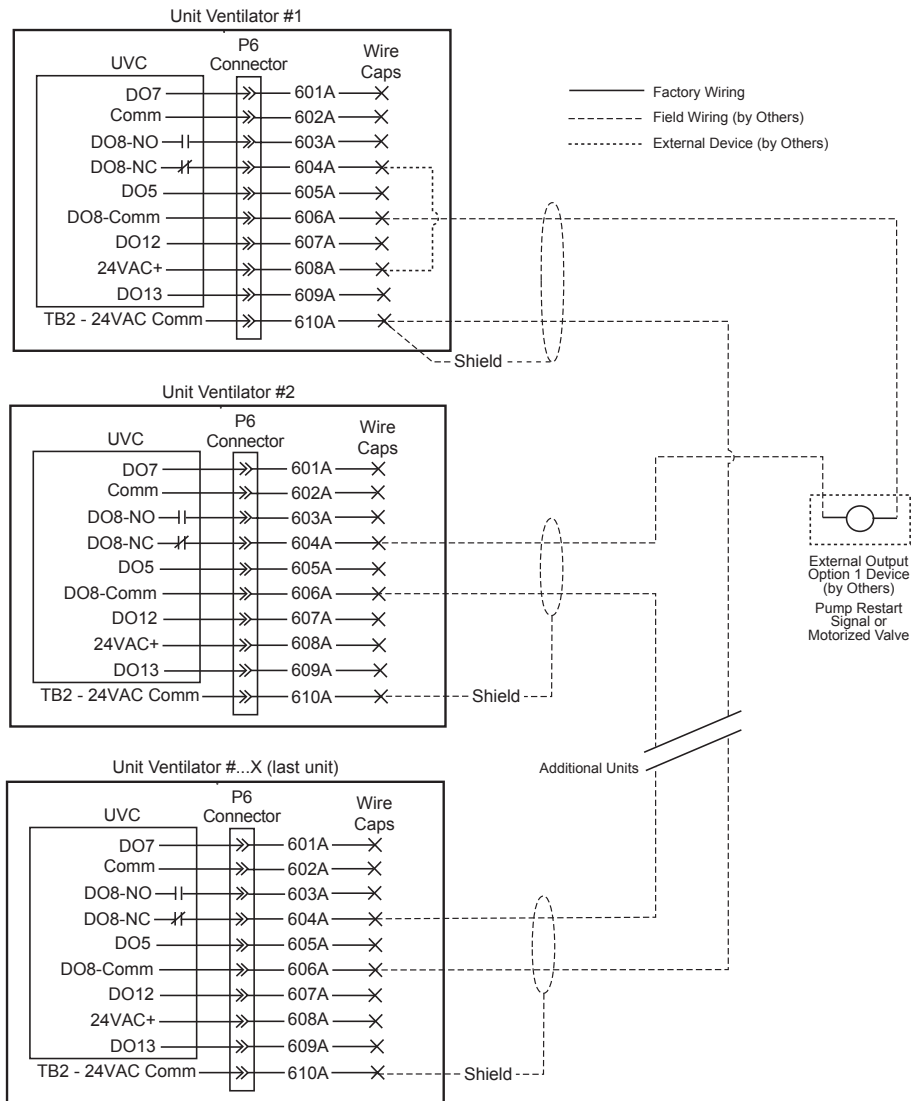 Unit Ventilator #1
UVC
P6
Connector
Wire
Caps
DO7 601A
Comm 602A
DO8-NO 603A
DO8-NC 604A
DO5 605A
DO8-Comm 606A
DO12 607A
24VAC+ 608A
DO13 609A
TB2 - 24VAC Comm 610A
Shield
Factory Wiring
Field Wiring (by Others)
External Device (by Others)
Unit Ventilator #2
UVC
P6
Connector
Wire
Caps
DO7 601A
Comm 602A
DO8-NO 603A
DO8-NC 604A
DO5 605A
DO8-Comm 606A
DO12 607A
24VAC+ 608A
DO13 609A
TB2 - 24VAC Comm 610A
Shield
External Output
Option 1 Device
(by Others)
Pump Restart
Signal or
Motorized Valve
Additional Units
Unit Ventilator #...X (last unit)
UVC
P6
Connector
Wire
Caps
DO7 601A
Comm 602A
DO8-NO 603A
DO8-NC 604A
DO5 605A
DO8-Comm 606A
DO12 607A
24VAC+ 608A
DO13 609A
TB2 - 24VAC Comm 610A
Shield